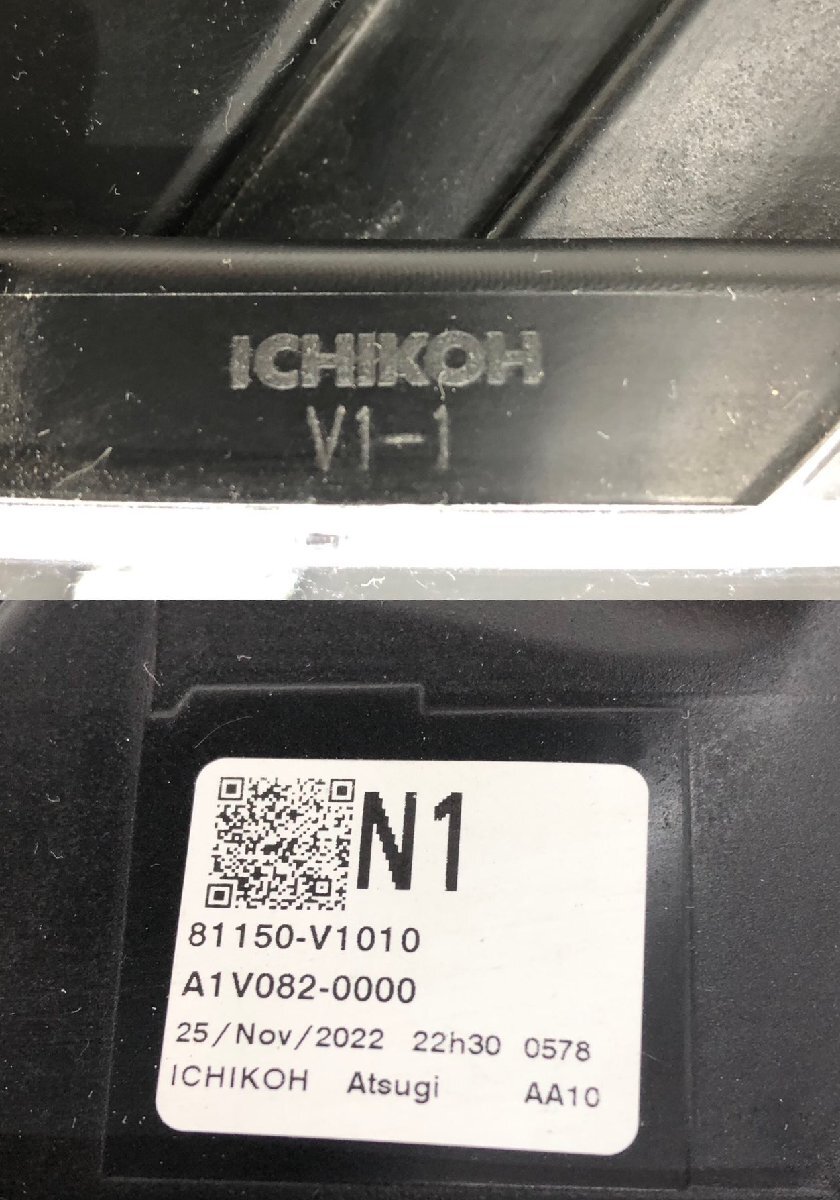 ICHIKOH
V1-1
N1
81150-V1010
A1V082-0000
25/Nov/2022 22h30 0578
ICHIKOH Atsugi AA10